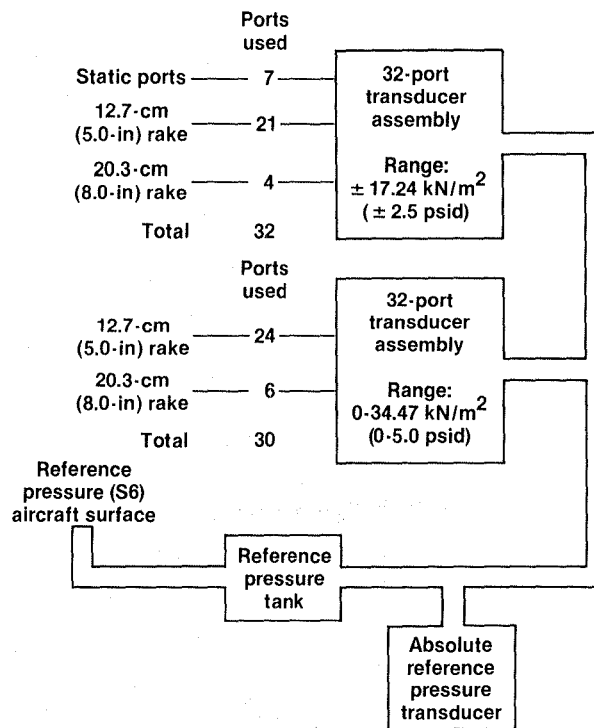 Ports
used
Static ports 7
12.7-cm
(5.0-in) rake 21
20.3-cm
(8.0-in) rake 4
Total 32
32-port
transducer
assembly
Range:
± 17.24 kN/m²
(± 2.5 psid)
Ports
used
12.7-cm
(5.0-in) rake 24
20.3-cm
(8.0-in) rake 6
Total 30
32-port
transducer
assembly
Range:
0-34.47 kN/m²
(0-5.0 psid)
Reference
pressure (S6)
aircraft surface
Reference
pressure
tank
Absolute
reference
pressure
transducer